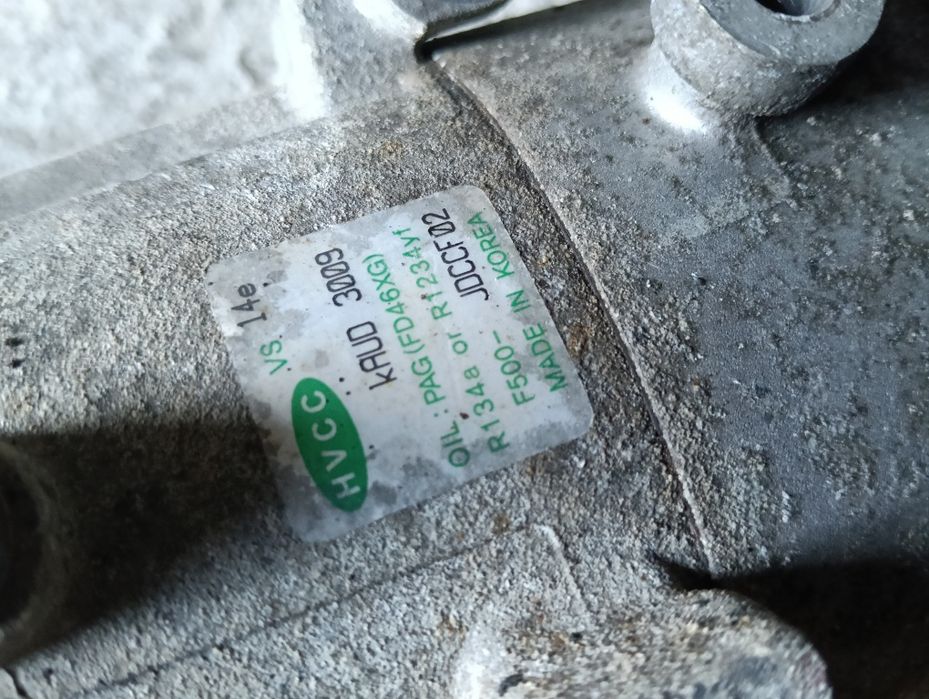 HVCC VS. 14e
KAUD 3009
OIL : PAG(FD46XG)
R134a or R1234yf
F500- JDCCF02
MADE IN KOREA